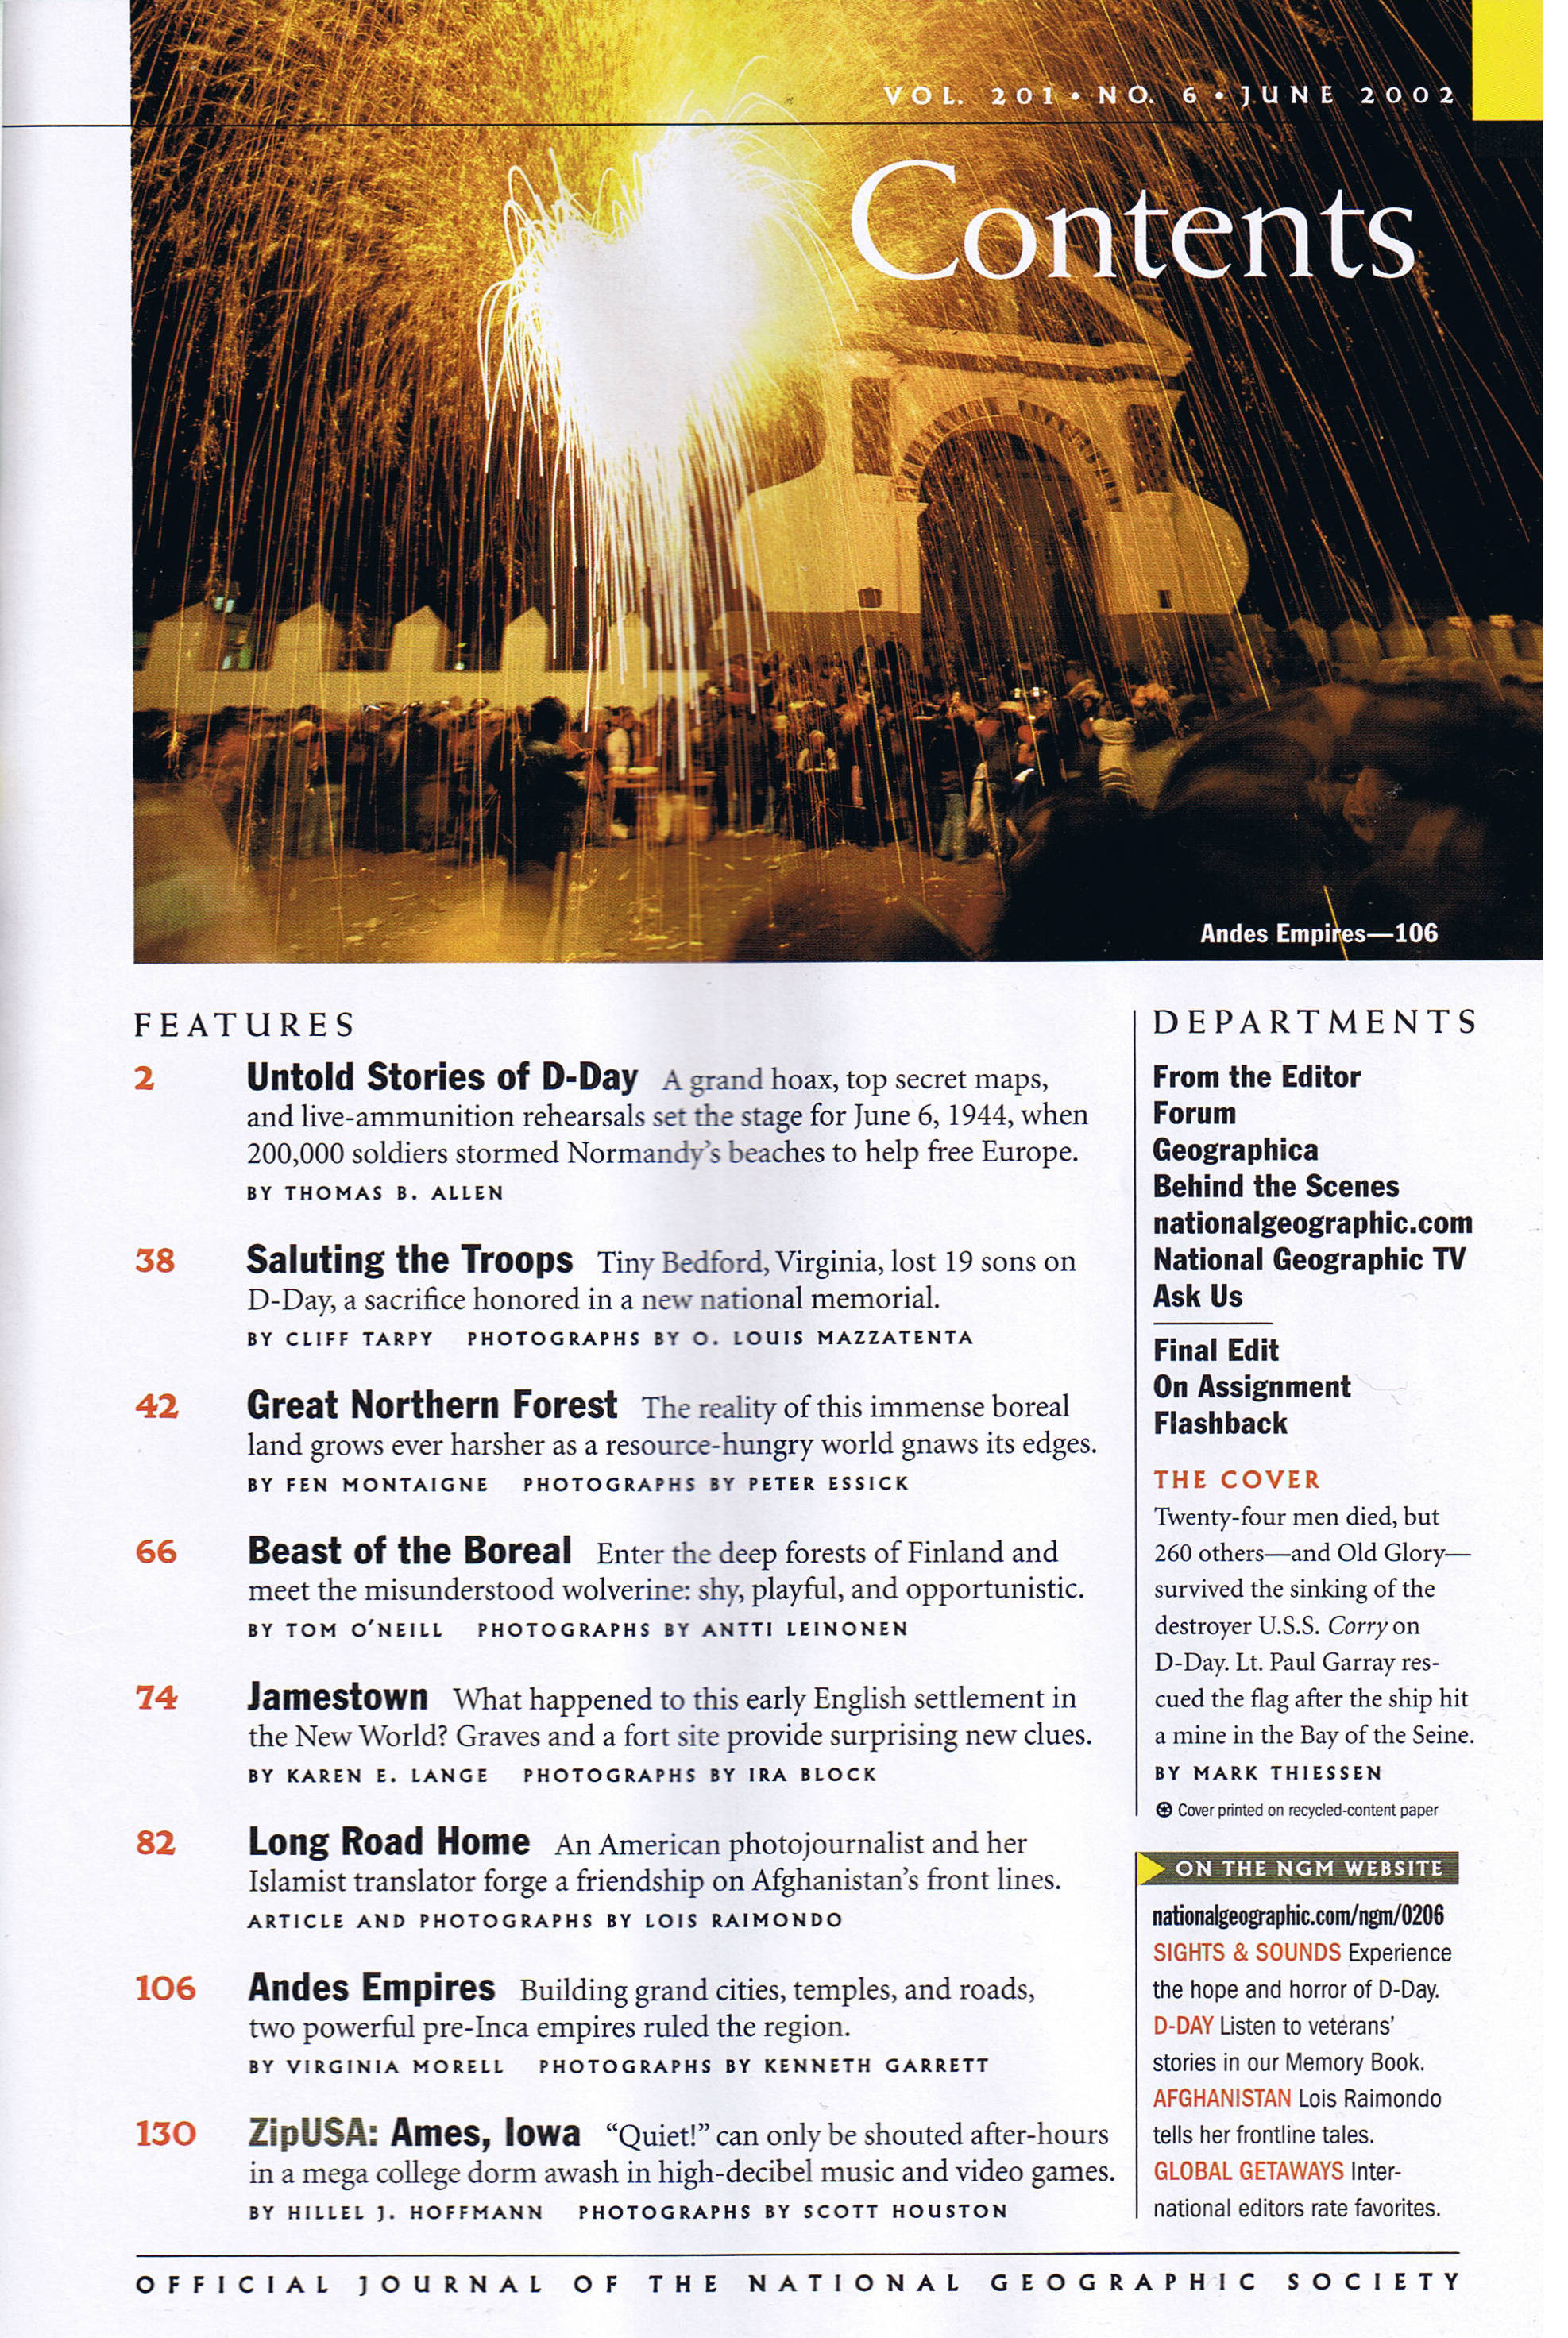 VOL. 201 • NO. 6 • JUNE 2002
Contents
Andes Empires—106
FEATURES
2 Untold Stories of D-Day A grand hoax, top secret maps,
and live-ammunition rehearsals set the stage for June 6, 1944, when
200,000 soldiers stormed Normandy's beaches to help free Europe.
BY THOMAS B. ALLEN
38 Saluting the Troops Tiny Bedford, Virginia, lost 19 sons on
D-Day, a sacrifice honored in a new national memorial.
BY CLIFF TARPY PHOTOGRAPHS BY O. LOUIS MAZZATENTA
42 Great Northern Forest The reality of this immense boreal
land grows ever harsher as a resource-hungry world gnaws its edges.
BY FEN MONTAIGNE PHOTOGRAPHS BY PETER ESSICK
66 Beast of the Boreal Enter the deep forests of Finland and
meet the misunderstood wolverine: shy, playful, and opportunistic.
BY TOM O'NEILL PHOTOGRAPHS BY ANTTI LEINONEN
74 Jamestown What happened to this early English settlement in
the New World? Graves and a fort site provide surprising new clues.
BY KAREN E. LANGE PHOTOGRAPHS BY IRA BLOCK
82 Long Road Home An American photojournalist and her
Islamist translator forge a friendship on Afghanistan's front lines.
ARTICLE AND PHOTOGRAPHS BY LOIS RAIMONDO
106 Andes Empires Building grand cities, temples, and roads,
two powerful pre-Inca empires ruled the region.
BY VIRGINIA MORELL PHOTOGRAPHS BY KENNETH GARRETT
130 ZipUSA: Ames, Iowa "Quiet!" can only be shouted after-hours
in a mega college dorm awash in high-decibel music and video games.
BY HILLEL J. HOFFMANN PHOTOGRAPHS BY SCOTT HOUSTON
DEPARTMENTS
From the Editor
Forum
Geographica
Behind the Scenes
nationalgeographic.com
National Geographic TV
Ask Us
Final Edit
On Assignment
Flashback
THE COVER
Twenty-four men died, but
260 others—and Old Glory—
survived the sinking of the
destroyer U.S.S. Corry on
D-Day. Lt. Paul Garray res-
cued the flag after the ship hit
a mine in the Bay of the Seine.
BY MARK THIESSEN
Cover printed on recycled-content paper
ON THE NGM WEBSITE
nationalgeographic.com/ngm/0206
SIGHTS & SOUNDS Experience
the hope and horror of D-Day.
D-DAY Listen to veterans'
stories in our Memory Book.
AFGHANISTAN Lois Raimondo
tells her frontline tales.
GLOBAL GETAWAYS Inter-
national editors rate favorites.
OFFICIAL JOURNAL OF THE NATIONAL GEOGRAPHIC SOCIETY